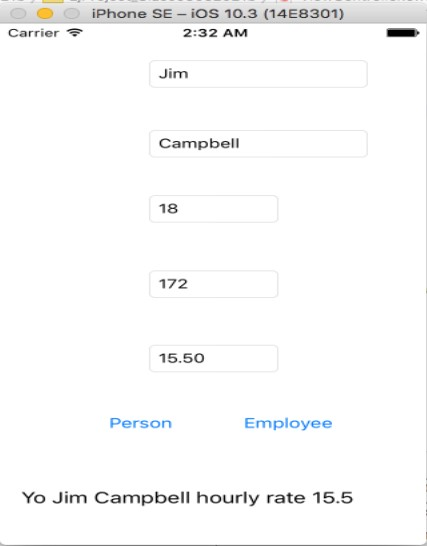 iPhone SE – iOS 10.3 (14E8301)
Carrier 2:32 AM
Jim
Campbell
18
172
15.50
Person Employee
Yo Jim Campbell hourly rate 15.5